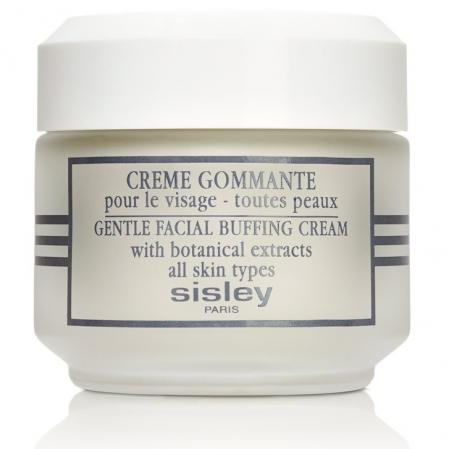 CREME GOMMANTE
pour le visage - toutes peaux
GENTLE FACIAL BUFFING CREAM
with botanical extracts
all skin types
sisley
PARIS